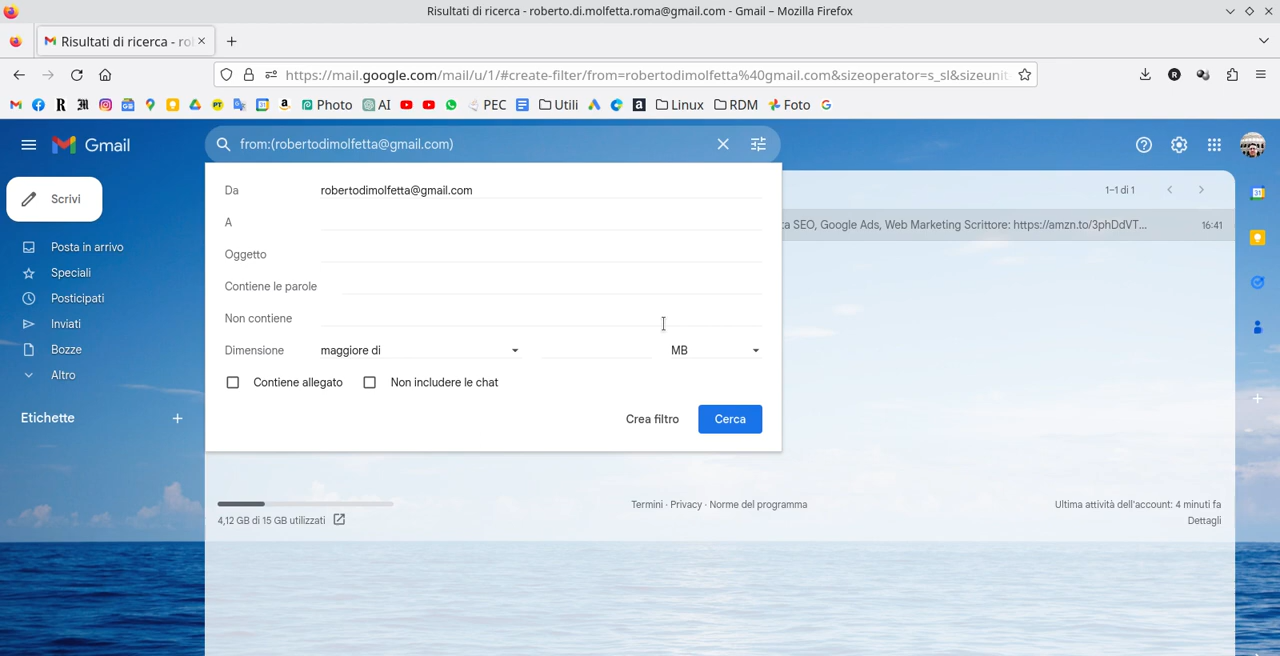 Risultati di ricerca - roberto.di.molfetta.roma@gmail.com - Gmail – Mozilla Firefox
Risultati di ricerca - ro
https://mail.google.com/mail/u/1/#create-filter/from=robertodimolfetta%40gmail.com&sizeoperator=s_sl&sizeunit
Photo AI PEC Utili Linux RDM Foto
Gmail
from:(robertodimolfetta@gmail.com)
Scrivi
Posta in arrivo
Speciali
Posticipati
Inviati
Bozze
Altro
Etichette
Da robertodimolfetta@gmail.com
A
Oggetto
Contiene le parole
Non contiene
Dimensione maggiore di MB
Contiene allegato Non includere le chat
Crea filtro Cerca
1–1 di 1
ta SEO, Google Ads, Web Marketing Scrittore: https://amzn.to/3phDdVT... 16:41
4,12 GB di 15 GB utilizzati
Termini · Privacy · Norme del programma
Ultima attività dell'account: 4 minuti fa
Dettagli